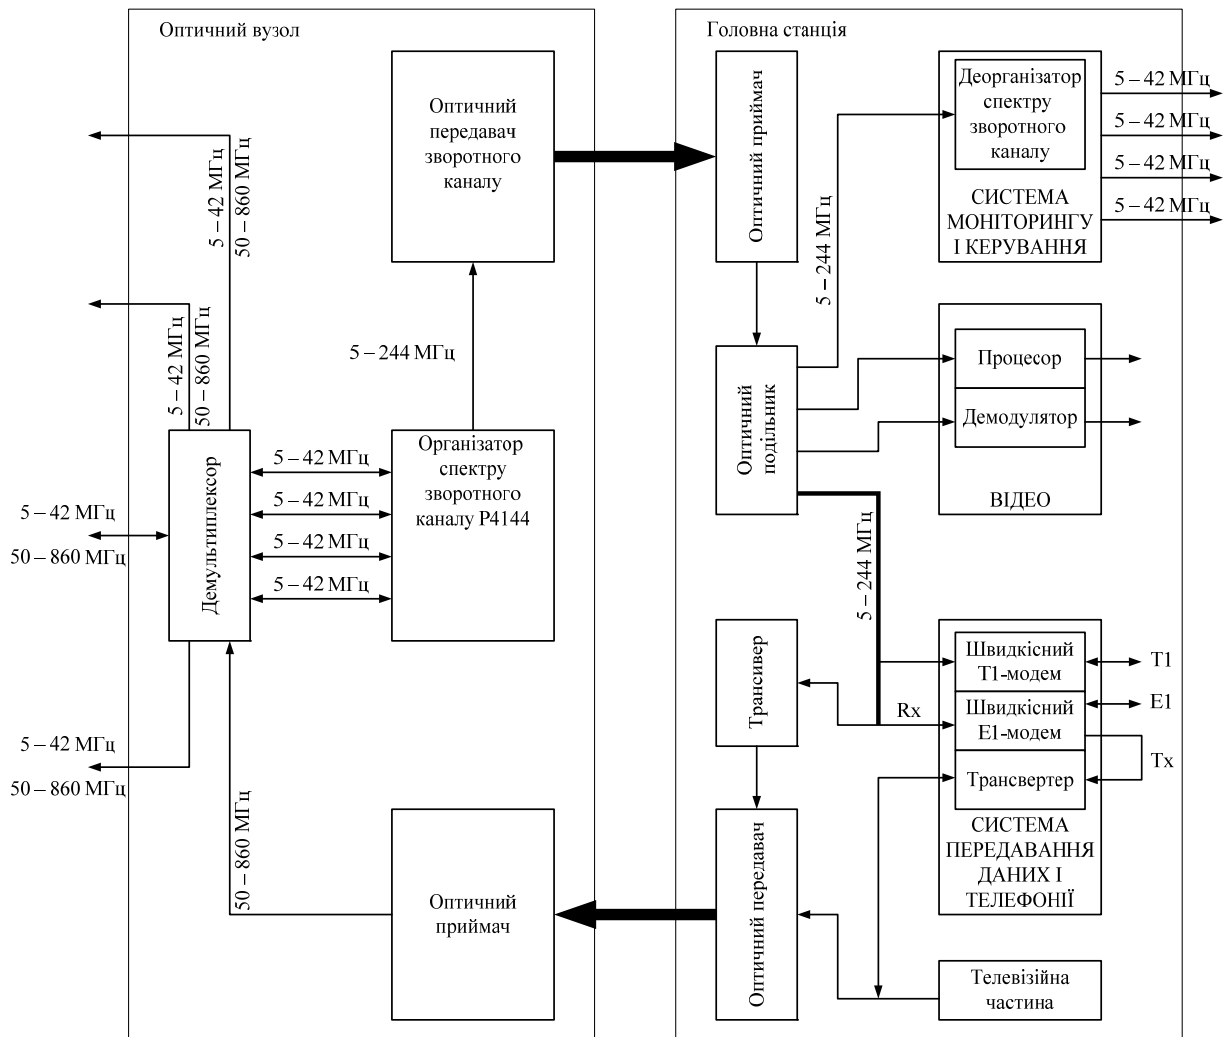 Оптичний вузол
Головна станція
Оптичний
передавач
зворотного
каналу
5 – 42 МГц
50 – 860 МГц
5 – 42 МГц
50 – 860 МГц
5 – 244 МГц
Організатор
спектру
зворотного
каналу P4144
5 – 42 МГц
5 – 42 МГц
5 – 42 МГц
5 – 42 МГц
Демультиплексор
5 – 42 МГц
50 – 860 МГц
5 – 42 МГц
50 – 860 МГц
50 – 860 МГц
Оптичний
приймач
Оптичний приймач
5 – 244 МГц
Деорганізатор
спектру
зворотного
каналу
СИСТЕМА
МОНІТОРИНГУ
І КЕРУВАННЯ
5 – 42 МГц
5 – 42 МГц
5 – 42 МГц
5 – 42 МГц
Оптичний
подільник
Процесор
Демодулятор
ВІДЕО
5 – 244 МГц
Трансивер
Rx
Швидкісний
T1-модем
Швидкісний
E1-модем
Трансвертер
T1
E1
Tx
СИСТЕМА
ПЕРЕДАВАННЯ
ДАНИХ І
ТЕЛЕФОНІЇ
Оптичний передавач
Телевізійна
частина